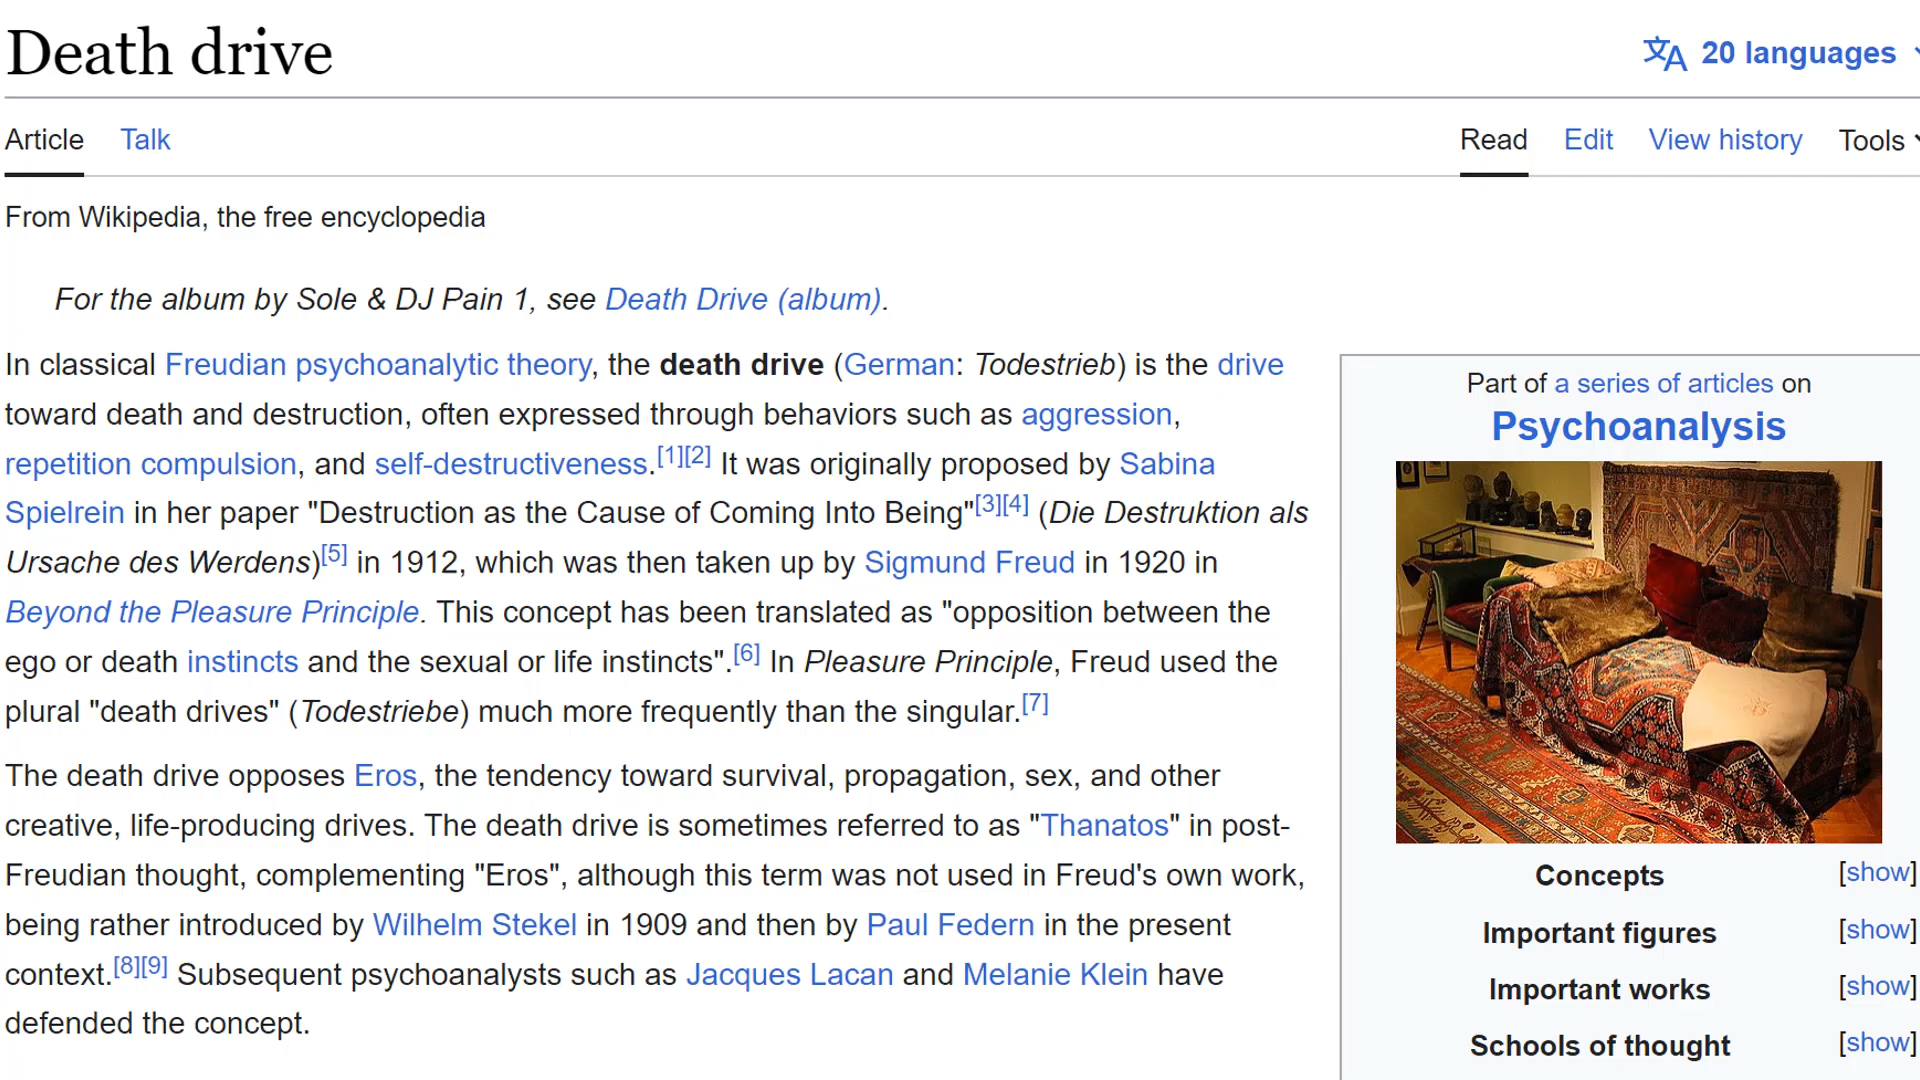 Death drive
20 languages
Article Talk
Read Edit View history Tools
From Wikipedia, the free encyclopedia
For the album by Sole & DJ Pain 1, see Death Drive (album).
In classical Freudian psychoanalytic theory, the death drive (German: Todestrieb) is the drive
toward death and destruction, often expressed through behaviors such as aggression,
repetition compulsion, and self-destructiveness.[1][2] It was originally proposed by Sabina
Spielrein in her paper "Destruction as the Cause of Coming Into Being"[3][4] (Die Destruktion als
Ursache des Werdens)[5] in 1912, which was then taken up by Sigmund Freud in 1920 in
Beyond the Pleasure Principle. This concept has been translated as "opposition between the
ego or death instincts and the sexual or life instincts".[6] In Pleasure Principle, Freud used the
plural "death drives" (Todestriebe) much more frequently than the singular.[7]
The death drive opposes Eros, the tendency toward survival, propagation, sex, and other
creative, life-producing drives. The death drive is sometimes referred to as "Thanatos" in post-
Freudian thought, complementing "Eros", although this term was not used in Freud's own work,
being rather introduced by Wilhelm Stekel in 1909 and then by Paul Federn in the present
context.[8][9] Subsequent psychoanalysts such as Jacques Lacan and Melanie Klein have
defended the concept.
Part of a series of articles on
Psychoanalysis
Concepts [show]
Important figures [show]
Important works [show]
Schools of thought [show]